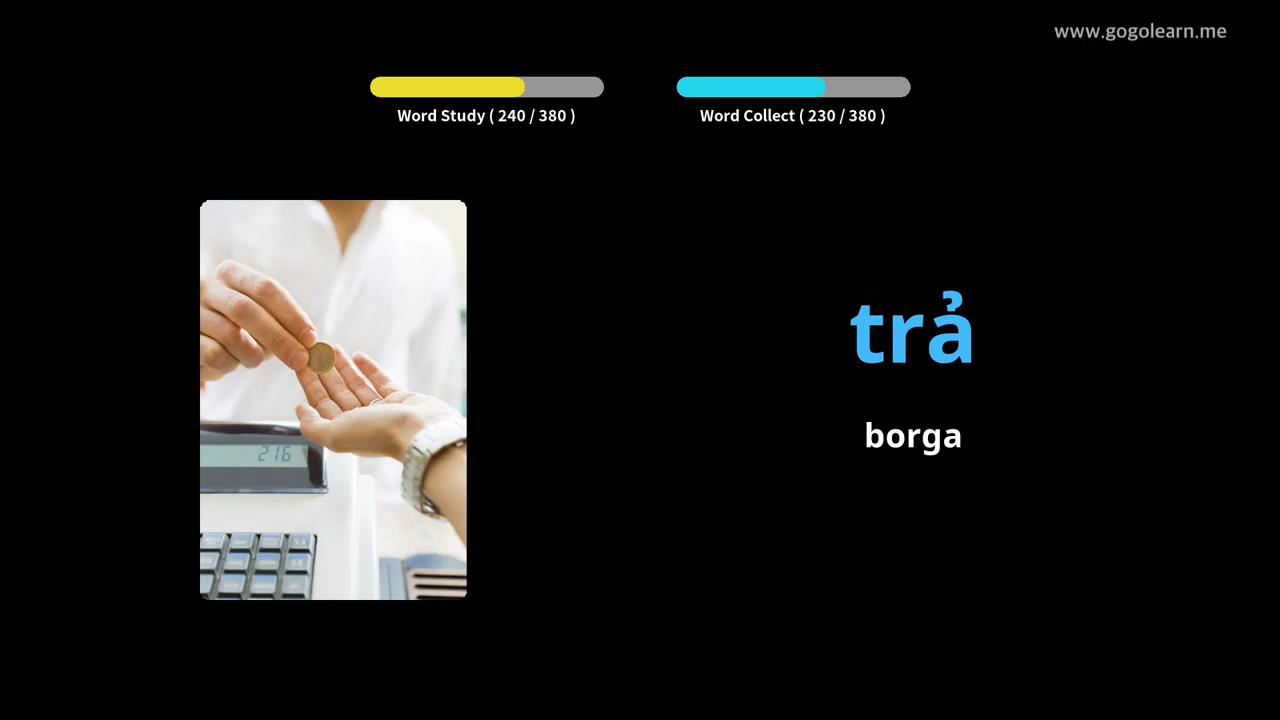 www.gogolearn.me
Word Study ( 240 / 380 )
Word Collect ( 230 / 380 )
trả
borga
216